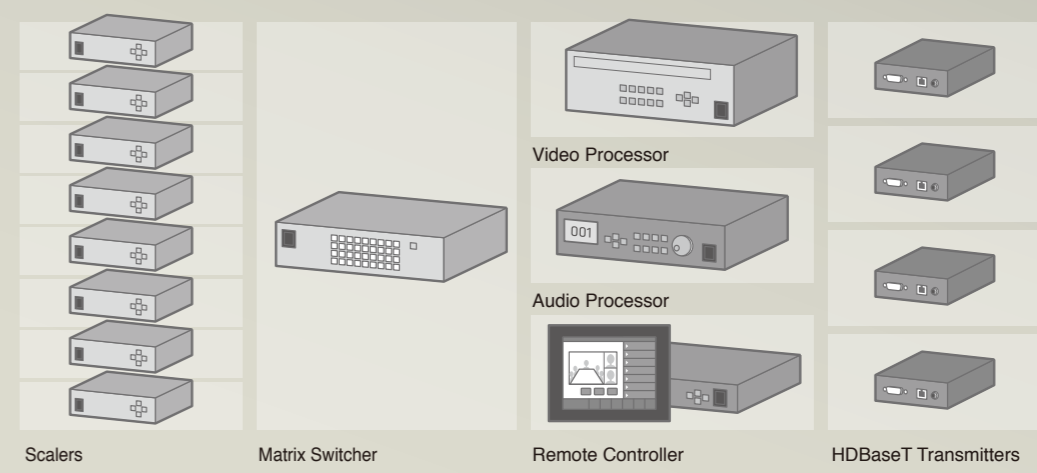 Video Processor
001
Audio Processor
Scalers
Matrix Switcher
Remote Controller
HDBaseT Transmitters